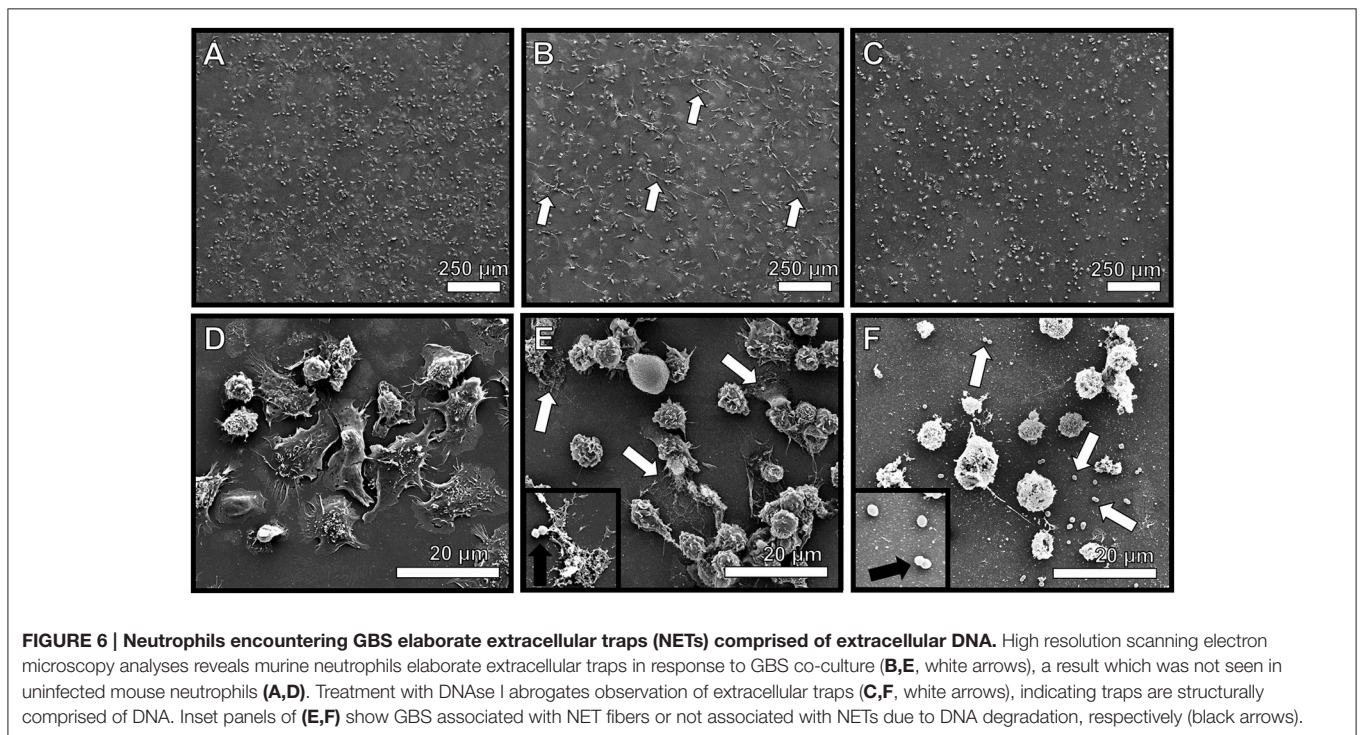 A
B
C
250 µm
250 µm
250 µm
D
E
F
20 µm
20 µm
20 µm
FIGURE 6 | Neutrophils encountering GBS elaborate extracellular traps (NETs) comprised of extracellular DNA. High resolution scanning electron
microscopy analyses reveals murine neutrophils elaborate extracellular traps in response to GBS co-culture (B,E, white arrows), a result which was not seen in
uninfected mouse neutrophils (A,D). Treatment with DNAse I abrogates observation of extracellular traps (C,F, white arrows), indicating traps are structurally
comprised of DNA. Inset panels of (E,F) show GBS associated with NET fibers or not associated with NETs due to DNA degradation, respectively (black arrows).